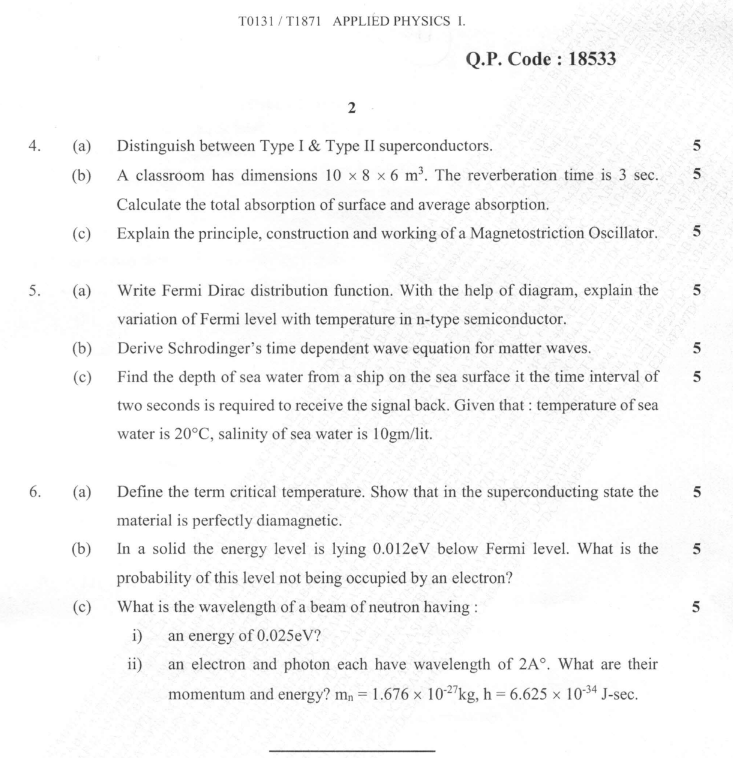 T0131 / T1871 APPLIED PHYSICS I.
Q.P. Code : 18533
2
4. (a) Distinguish between Type I & Type II superconductors. 5
(b) A classroom has dimensions 10 × 8 × 6 m³. The reverberation time is 3 sec. 5
Calculate the total absorption of surface and average absorption.
(c) Explain the principle, construction and working of a Magnetostriction Oscillator. 5
5. (a) Write Fermi Dirac distribution function. With the help of diagram, explain the 5
variation of Fermi level with temperature in n-type semiconductor.
(b) Derive Schrodinger's time dependent wave equation for matter waves. 5
(c) Find the depth of sea water from a ship on the sea surface it the time interval of 5
two seconds is required to receive the signal back. Given that : temperature of sea
water is 20°C, salinity of sea water is 10gm/lit.
6. (a) Define the term critical temperature. Show that in the superconducting state the 5
material is perfectly diamagnetic.
(b) In a solid the energy level is lying 0.012eV below Fermi level. What is the 5
probability of this level not being occupied by an electron?
(c) What is the wavelength of a beam of neutron having : 5
i) an energy of 0.025eV?
ii) an electron and photon each have wavelength of 2A°. What are their
momentum and energy? mₙ = 1.676 × 10⁻²⁷kg, h = 6.625 × 10⁻³⁴ J-sec.